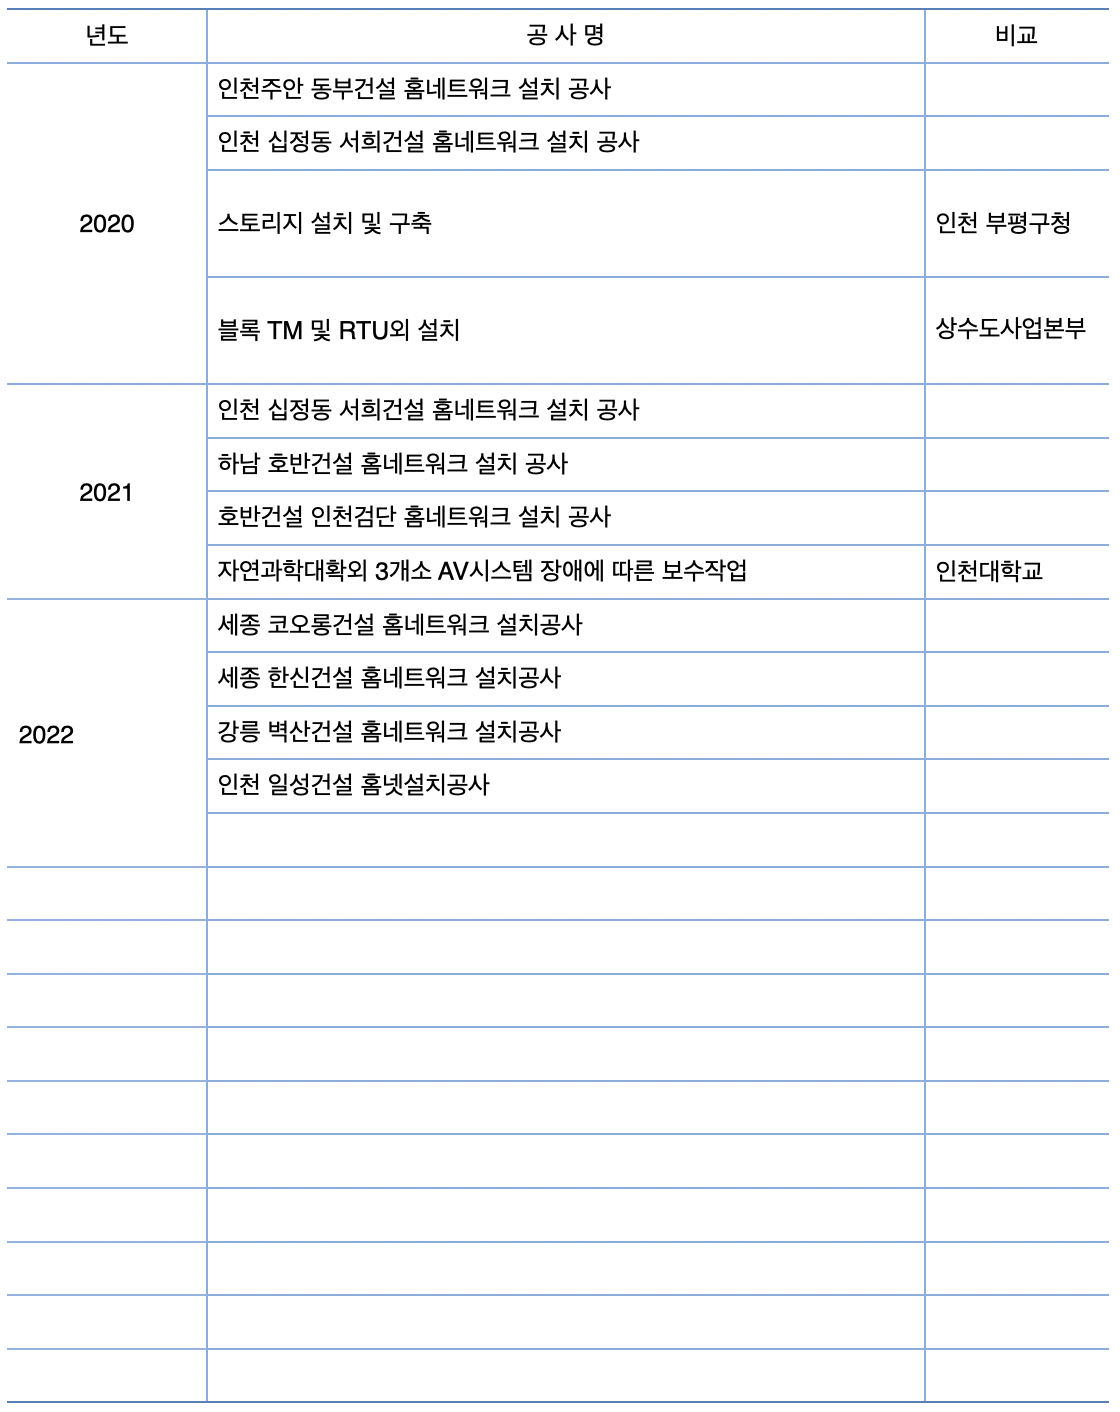 년도 공 사 명 비교
인천주안 동부건설 홈네트워크 설치 공사
인천 십정동 서희건설 홈네트워크 설치 공사
2020 스토리지 설치 및 구축 인천 부평구청
블록 TM 및 RTU외 설치 상수도사업본부
인천 십정동 서희건설 홈네트워크 설치 공사
하남 호반건설 홈네트워크 설치 공사
2021
호반건설 인천검단 홈네트워크 설치 공사
자연과학대확외 3개소 AV시스템 장애에 따른 보수작업 인천대학교
세종 코오롱건설 홈네트워크 설치공사
세종 한신건설 홈네트워크 설치공사
2022 강릉 벽산건설 홈네트워크 설치공사
인천 일성건설 홈넷설치공사